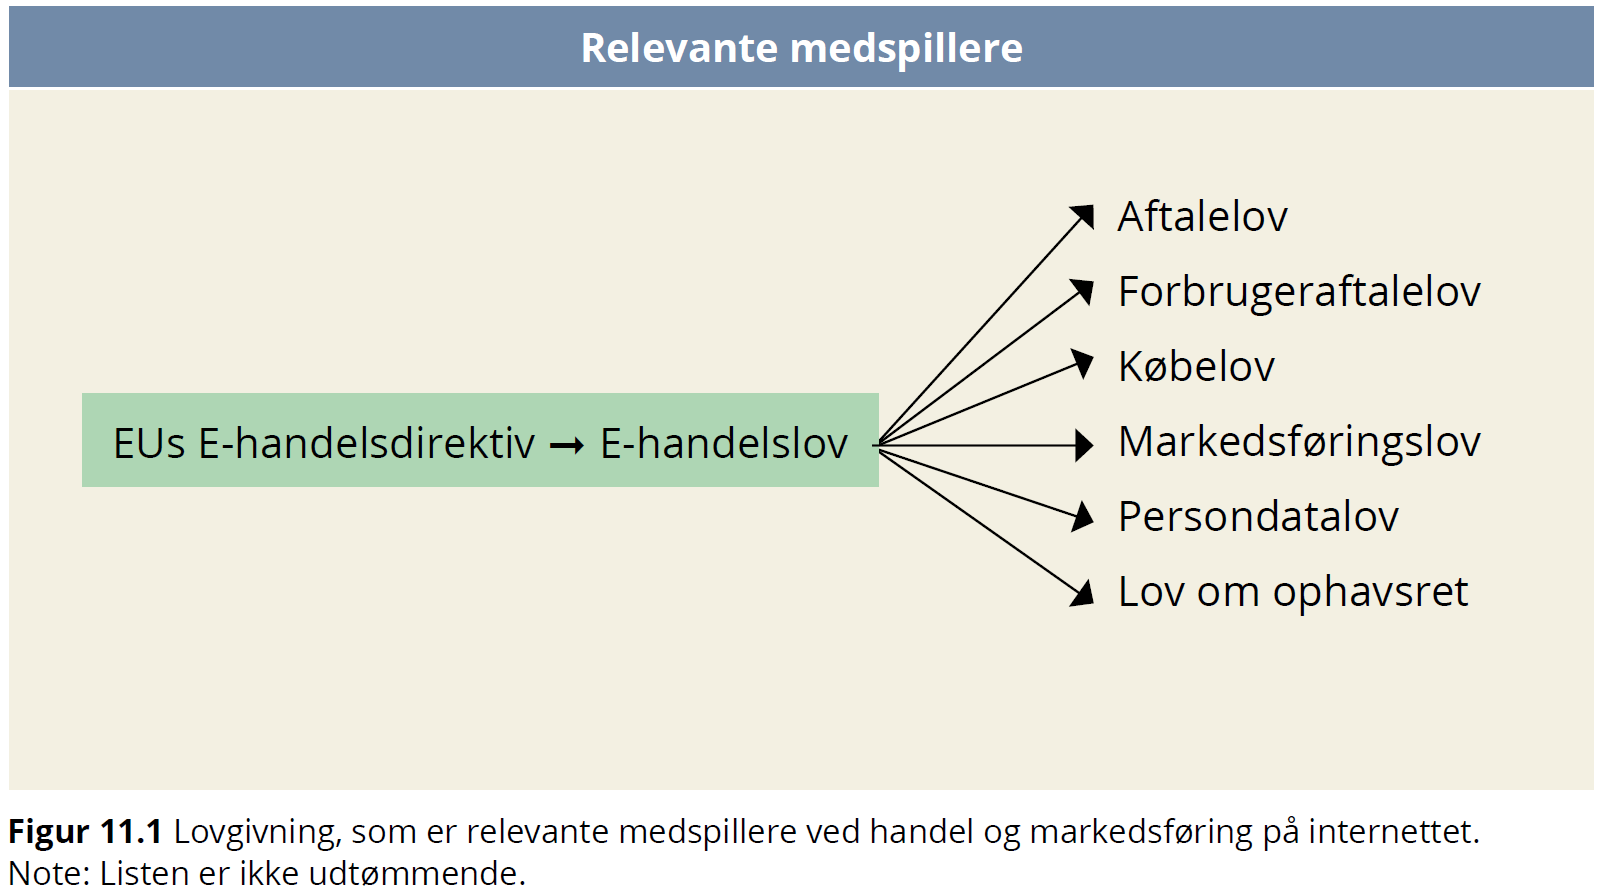 Relevante medspillere
EUs E-handelsdirektiv → E-handelslov
Aftalelov
Forbrugeraftalelov
Købelov
Markedsføringslov
Persondatalov
Lov om ophavsret
Figur 11.1 Lovgivning, som er relevante medspillere ved handel og markedsføring på internettet.
Note: Listen er ikke udtømmende.